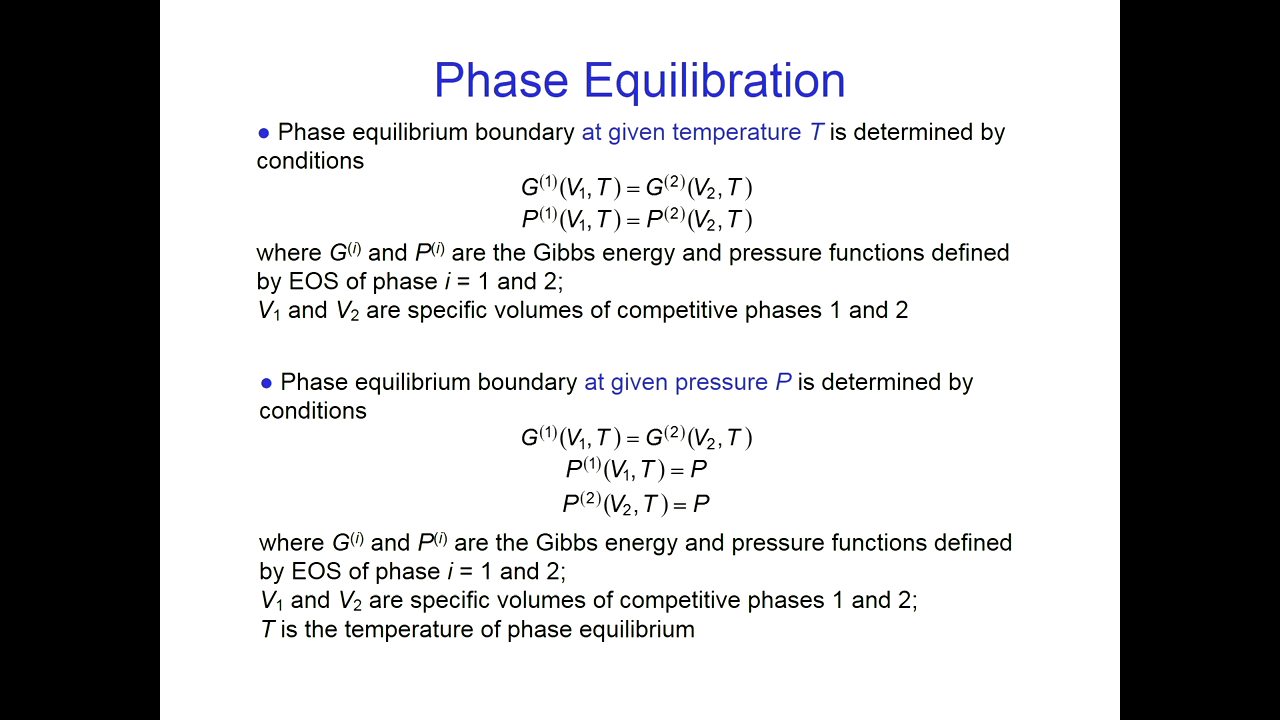 Phase Equilibration
● Phase equilibrium boundary at given temperature T is determined by
conditions
G⁽¹⁾(V₁, T) = G⁽²⁾(V₂, T)
P⁽¹⁾(V₁, T) = P⁽²⁾(V₂, T)
where G⁽ⁱ⁾ and P⁽ⁱ⁾ are the Gibbs energy and pressure functions defined
by EOS of phase i = 1 and 2;
V₁ and V₂ are specific volumes of competitive phases 1 and 2
● Phase equilibrium boundary at given pressure P is determined by
conditions
G⁽¹⁾(V₁, T) = G⁽²⁾(V₂, T)
P⁽¹⁾(V₁, T) = P
P⁽²⁾(V₂, T) = P
where G⁽ⁱ⁾ and P⁽ⁱ⁾ are the Gibbs energy and pressure functions defined
by EOS of phase i = 1 and 2;
V₁ and V₂ are specific volumes of competitive phases 1 and 2;
T is the temperature of phase equilibrium